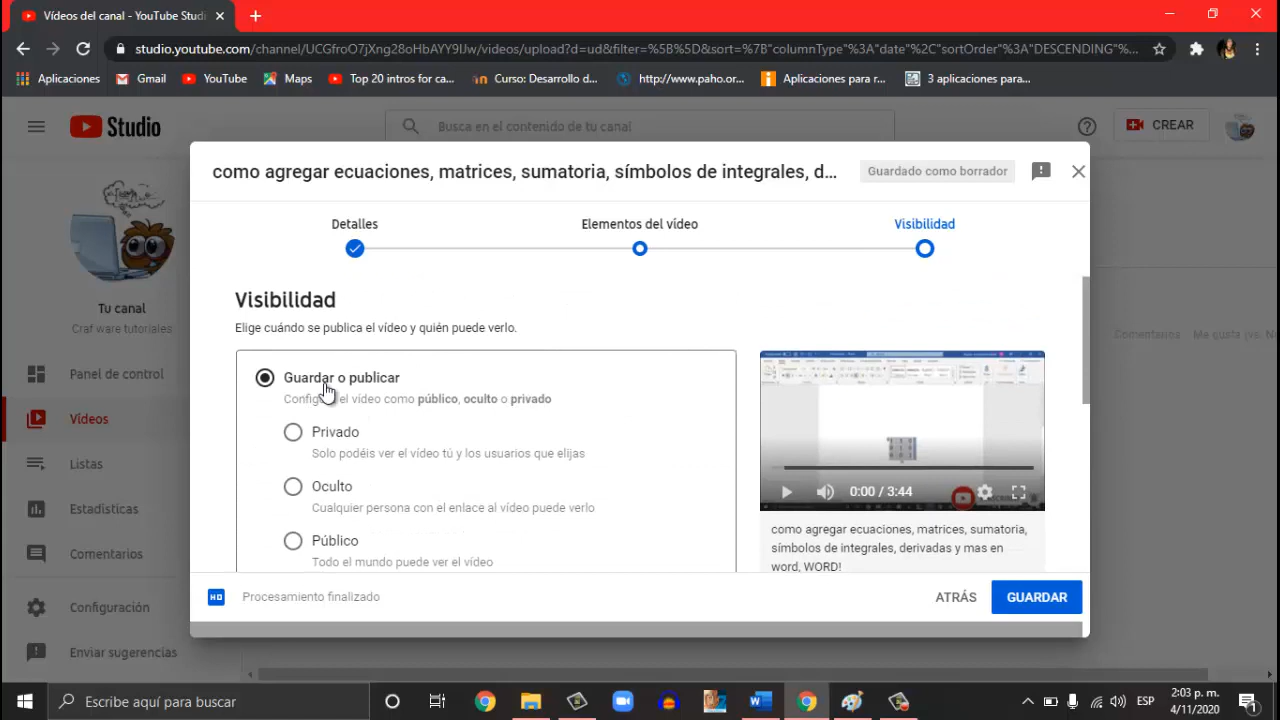 Vídeos del canal - YouTube Studi
studio.youtube.com/channel/UCGfroO7jXng28oHbAYY9IJw/videos/upload?d=ud&filter=%5B%5D&sort=%7B"columnType"%3A"date"%2C"sortOrder"%3A"DESCENDING"%...
Aplicaciones
Gmail
YouTube
Maps
Top 20 intros for ca...
Curso: Desarrollo d...
http://www.paho.or...
Aplicaciones para r...
3 aplicaciones para...
Studio
Busca en el contenido de tu canal
CREAR
como agregar ecuaciones, matrices, sumatoria, símbolos de integrales, d...
Guardado como borrador
Detalles
Elementos del vídeo
Visibilidad
Tu canal
Craf ware tutoriales
Panel de control
Vídeos
Listas
Estadísticas
Comentarios
Configuración
Enviar sugerencias
Visibilidad
Elige cuándo se publica el vídeo y quién puede verlo.
Guardar o publicar
Configura el vídeo como público, oculto o privado
Privado
Solo podéis ver el vídeo tú y los usuarios que elijas
Oculto
Cualquier persona con el enlace al vídeo puede verlo
Público
Todo el mundo puede ver el vídeo
0:00 / 3:44
como agregar ecuaciones, matrices, sumatoria,
símbolos de integrales, derivadas y mas en
word, WORD!
Comentarios
Me gusta (vs. N
HD
Procesamiento finalizado
ATRÁS
GUARDAR
Escribe aquí para buscar
ESP
2:03 p. m.
4/11/2020
1